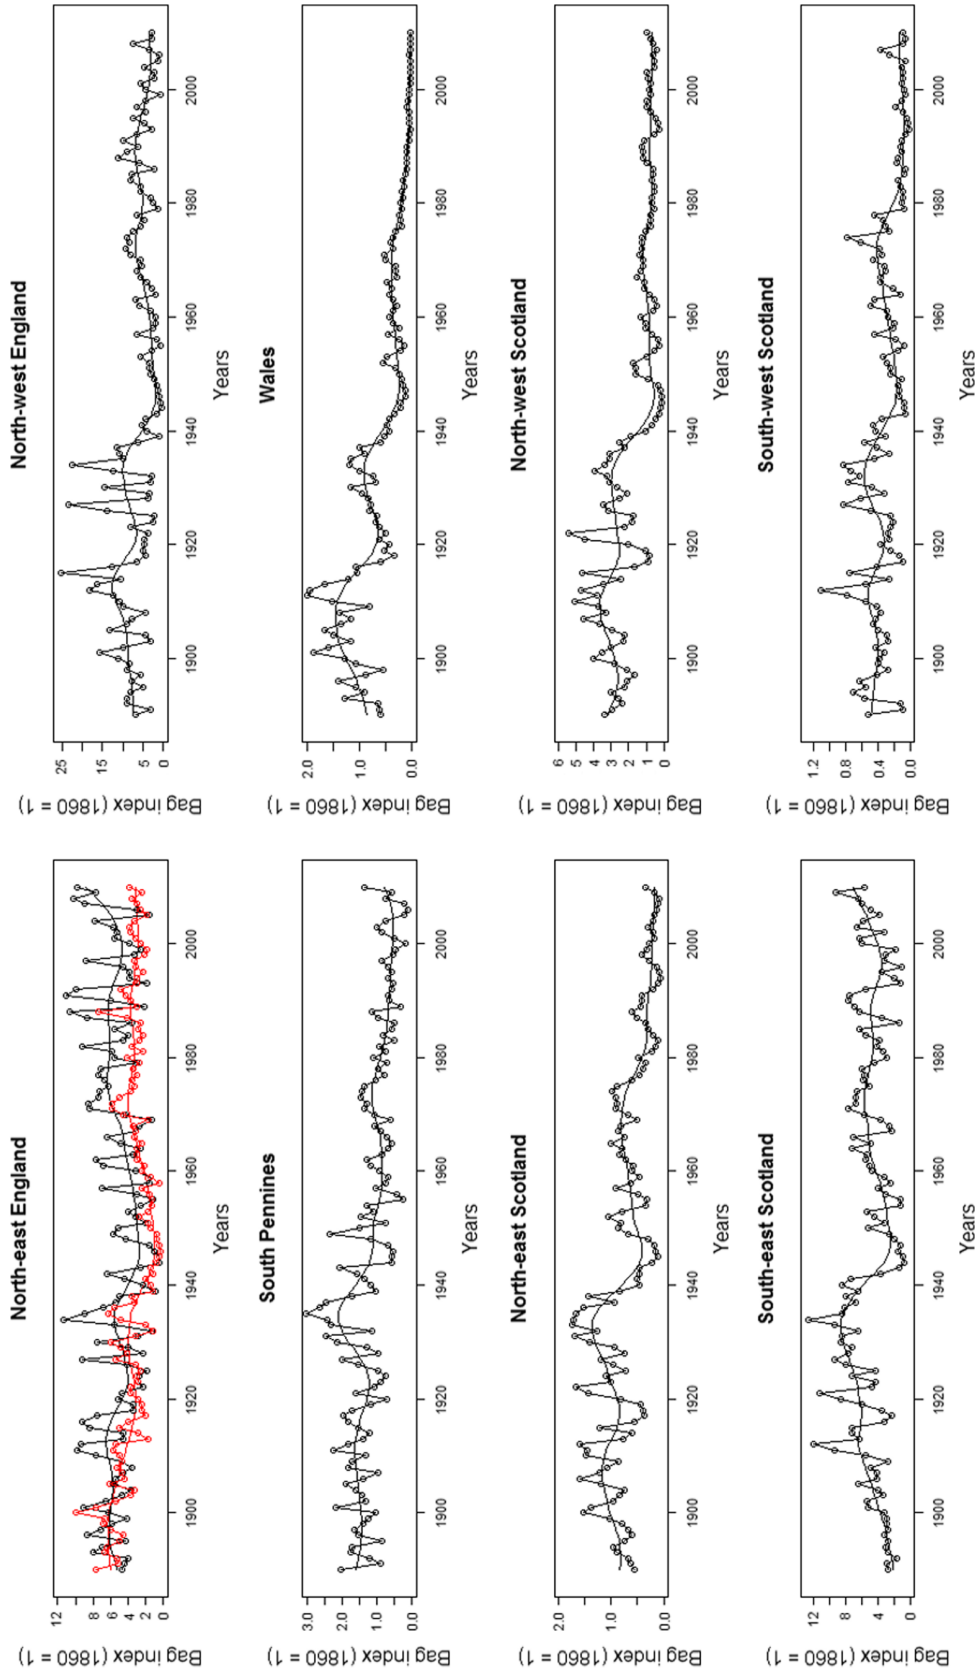 North-east England
Bag index (1860 = 1)
12
8
6
4
2
0
1900 1920 1940 1960 1980 2000
Years
North-west England
Bag index (1860 = 1)
25
15
5
0
1900 1920 1940 1960 1980 2000
Years
South Pennines
Bag index (1860 = 1)
3.0
2.0
1.0
0.0
1900 1920 1940 1960 1980 2000
Years
Wales
Bag index (1860 = 1)
2.0
1.0
0.0
1900 1920 1940 1960 1980 2000
Years
North-east Scotland
Bag index (1860 = 1)
2.0
1.0
0.0
1900 1920 1940 1960 1980 2000
Years
North-west Scotland
Bag index (1860 = 1)
6
5
4
3
2
1
0
1900 1920 1940 1960 1980 2000
Years
South-east Scotland
Bag index (1860 = 1)
12
8
4
0
1900 1920 1940 1960 1980 2000
Years
South-west Scotland
Bag index (1860 = 1)
1.2
0.8
0.4
0.0
1900 1920 1940 1960 1980 2000
Years